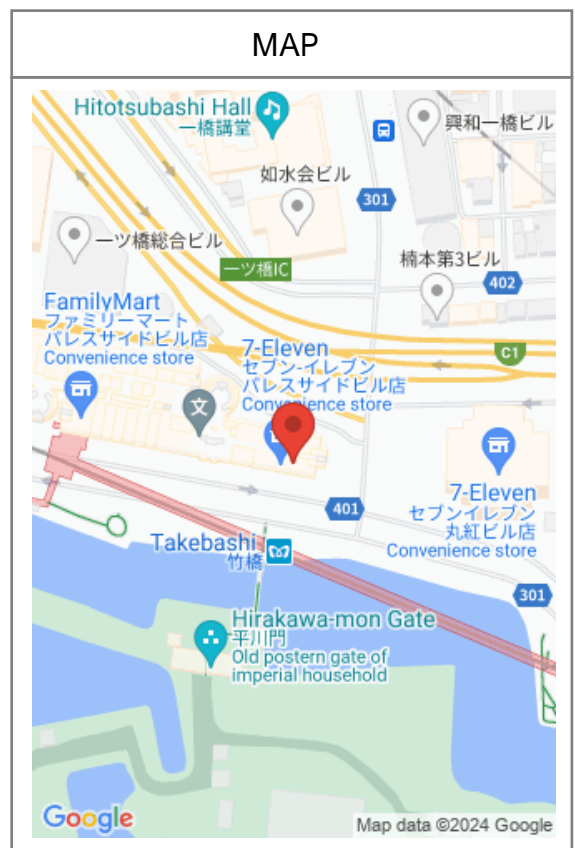 MAP
Hitotsubashi Hall
一橋講堂
興和一橋ビル
如水会ビル
301
一ツ橋総合ビル
楠本第3ビル
一ツ橋IC
402
FamilyMart
ファミリーマート
パレスサイドビル店
Convenience store
7-Eleven
セブン-イレブン
パレスサイドビル店
Convenience store
C1
文
7-Eleven
セブンイレブン
丸紅ビル店
Convenience store
401
Takebashi
竹橋
301
Hirakawa-mon Gate
平川門
Old postern gate of
imperial household
Google
Map data ©2024 Google